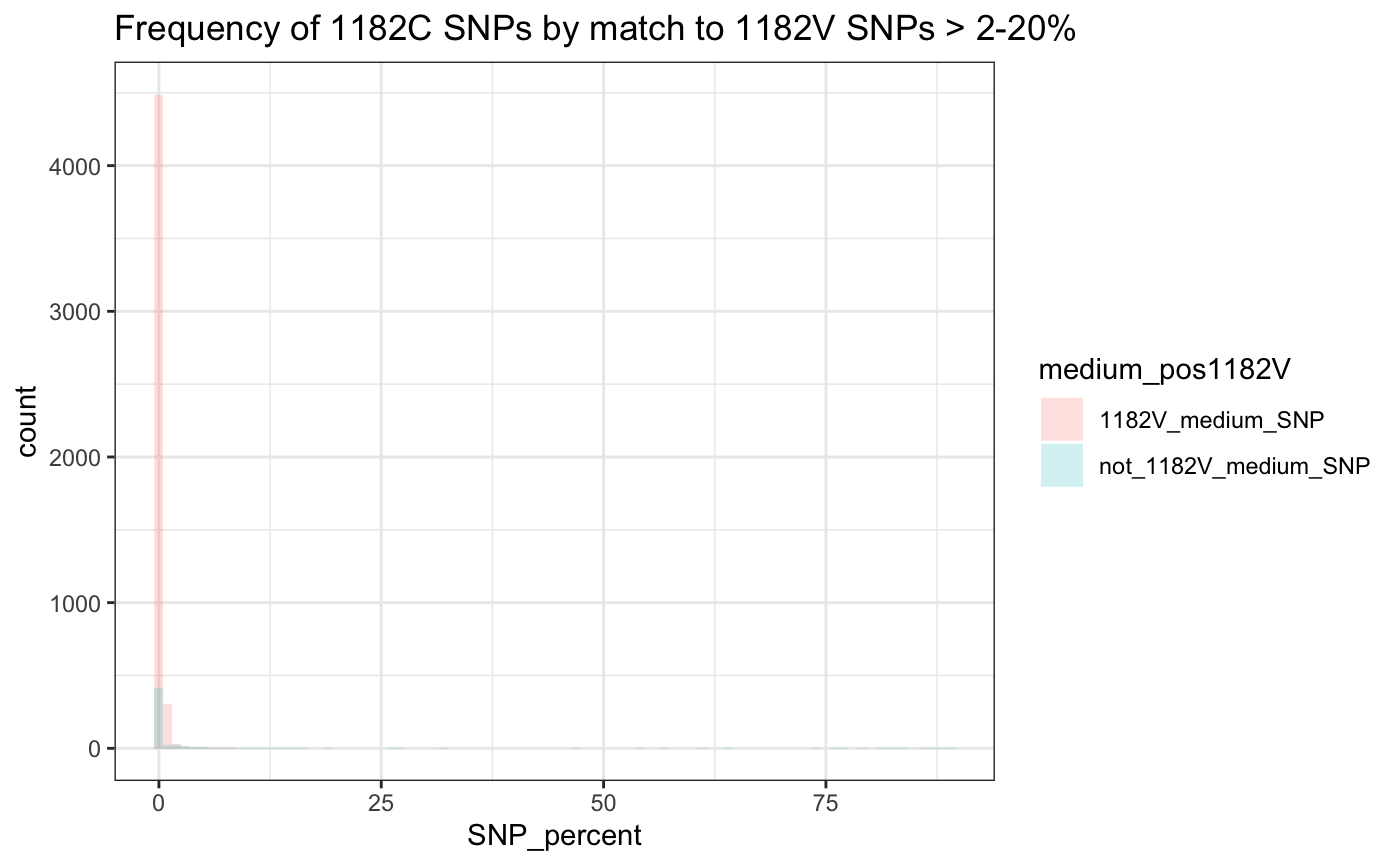 Frequency of 1182C SNPs by match to 1182V SNPs > 2-20%
4000
3000
2000
1000
0
count
0 25 50 75
SNP_percent
medium_pos1182V
1182V_medium_SNP
not_1182V_medium_SNP